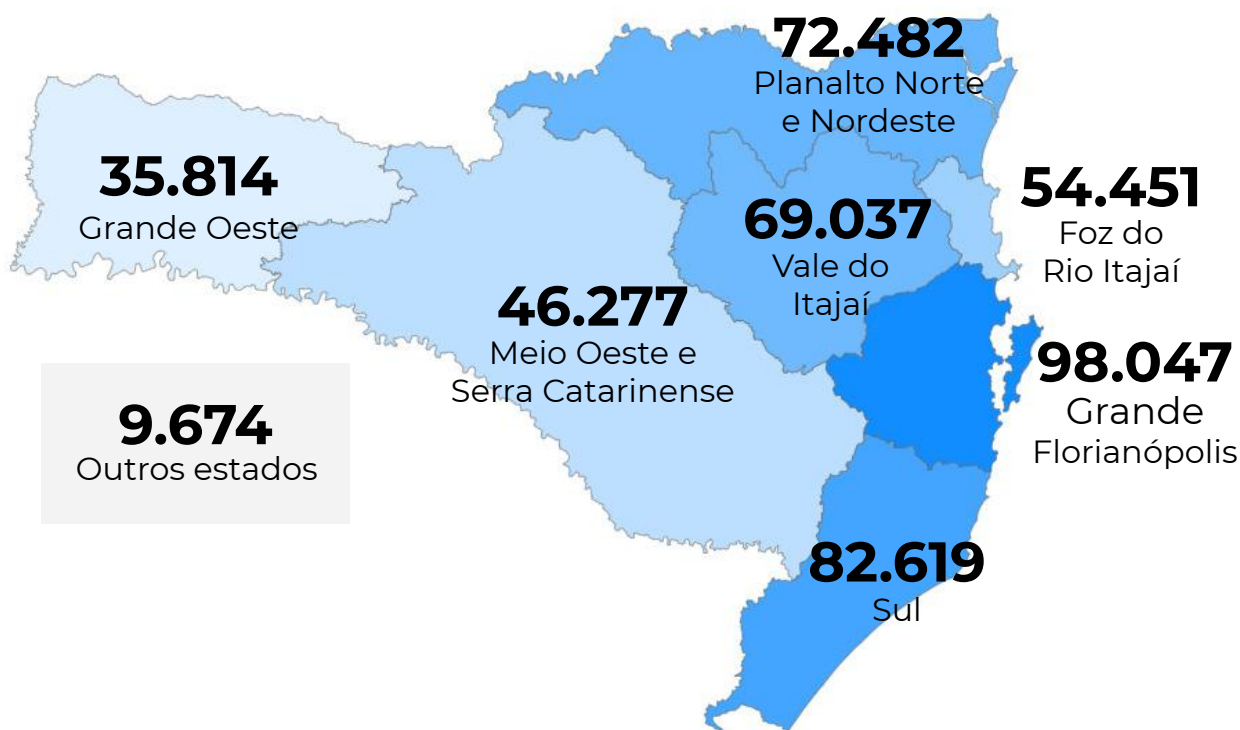 72.482
Planalto Norte
e Nordeste
35.814
Grande Oeste
54.451
Foz do
Rio Itajaí
69.037
Vale do
Itajaí
46.277
Meio Oeste e
Serra Catarinense
98.047
Grande
Florianópolis
9.674
Outros estados
82.619
Sul